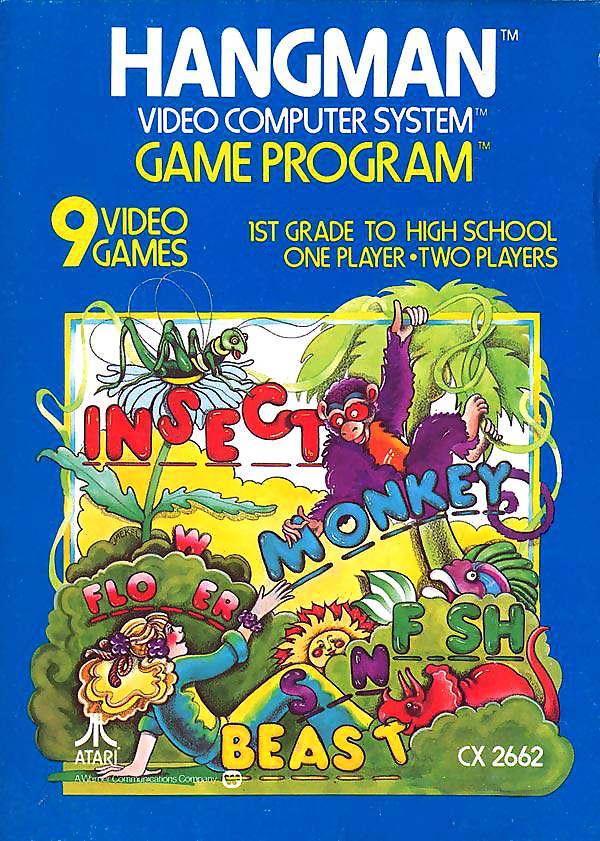 HANGMAN™
VIDEO COMPUTER SYSTEM™
GAME PROGRAM™
9 VIDEO GAMES
1ST GRADE TO HIGH SCHOOL
ONE PLAYER • TWO PLAYERS
INSECT
MONKEY
W
FLO ER
F SH
S N
BEAST
ATARI
CX 2662
A Warner Communications Company